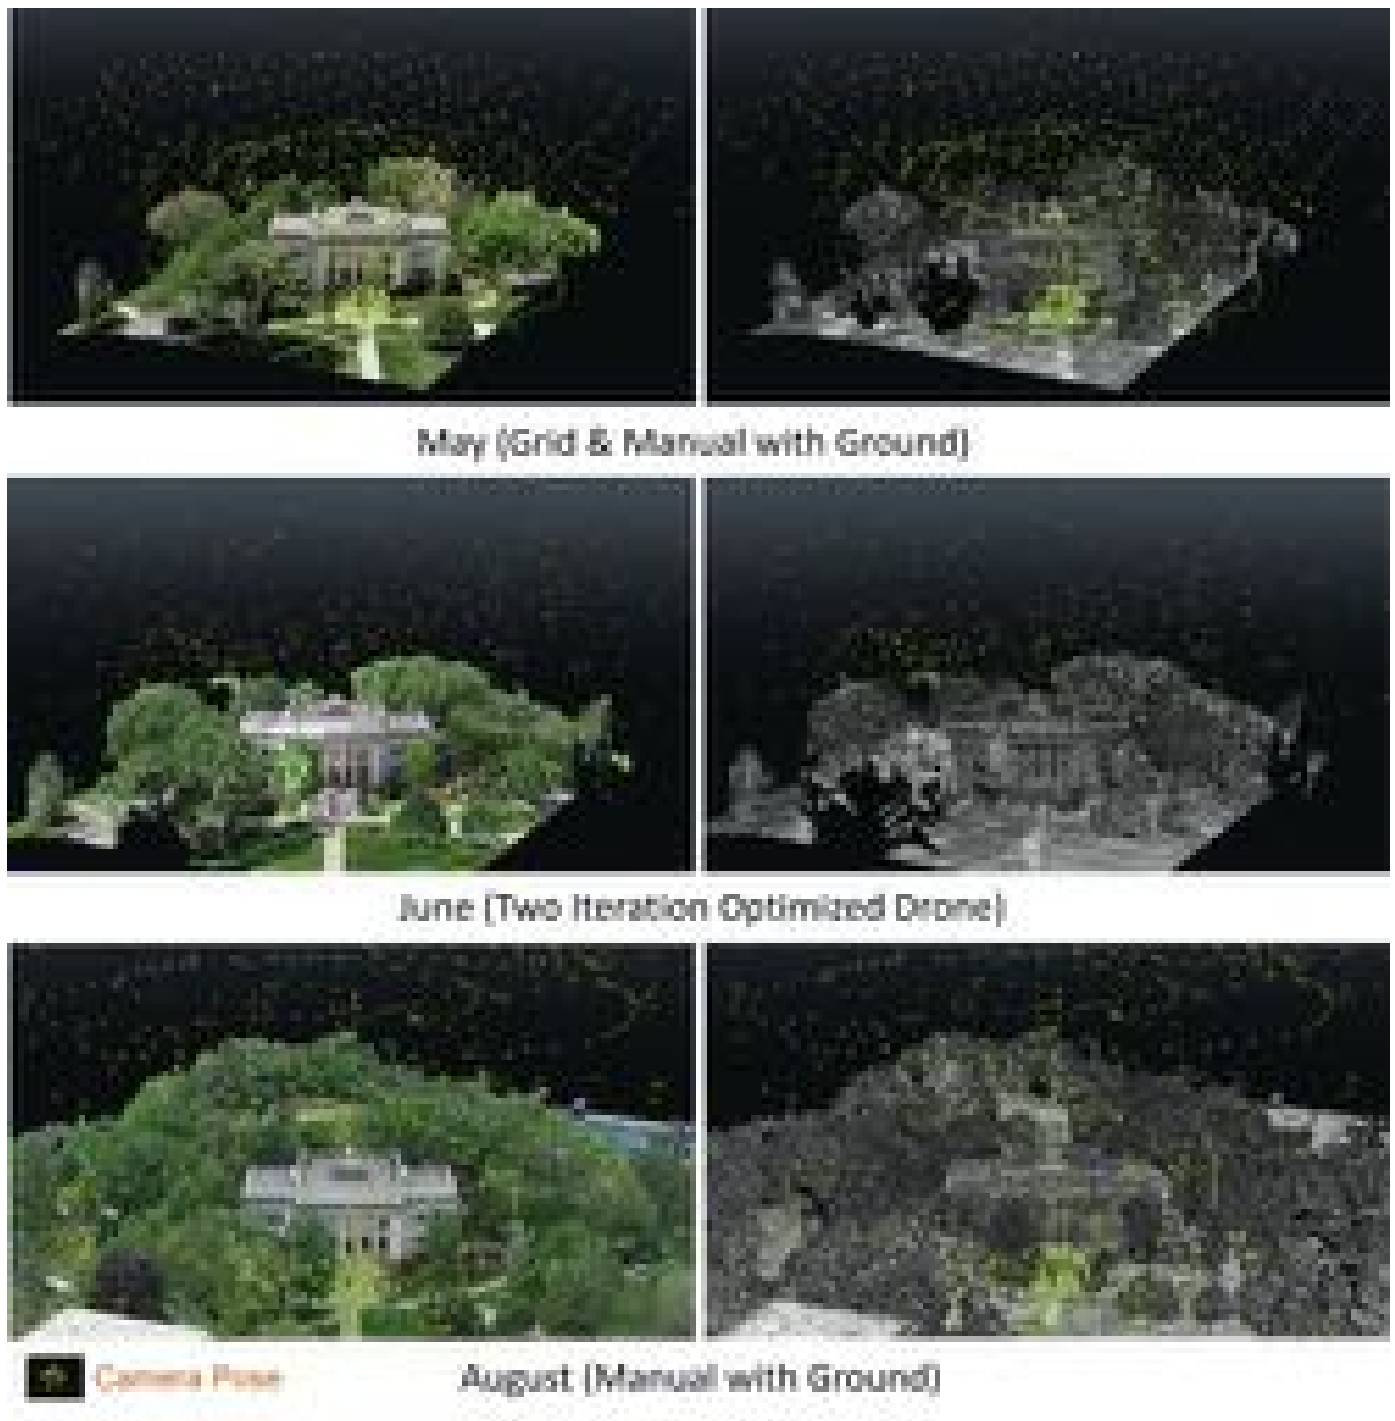 May (Grid & Manual with Ground)
June (Two Iteration Optimized Drone)
Camera Pose
August (Manual with Ground)